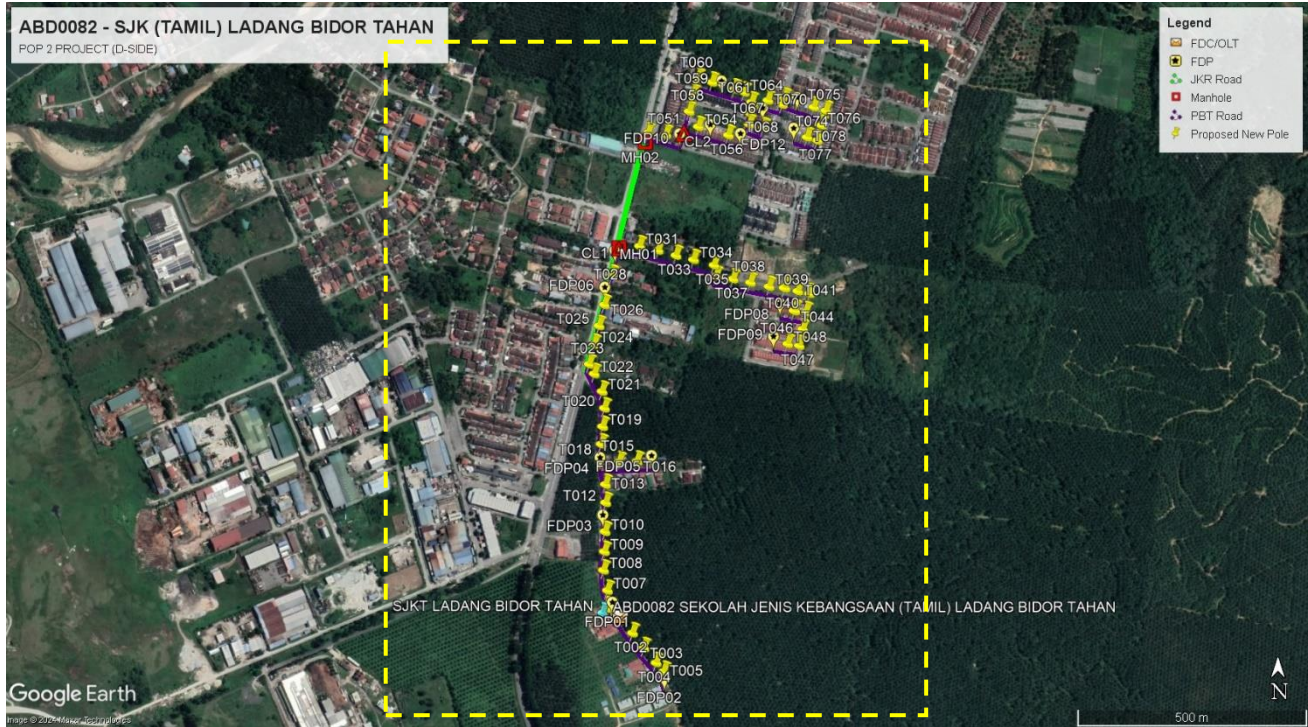 ABD0082 - SJK (TAMIL) LADANG BIDOR TAHAN
POP 2 PROJECT (D-SIDE)
Legend
FDC/OLT
FDP
JKR Road
Manhole
PBT Road
Proposed New Pole
T060
T059
T061
T064
T058
T070
T075
T067
T076
T051
T054
T074
T068
FDP10
CL2
T078
T056
FDP12
T077
MH02
T031
CL1
MH01
T034
T033
T038
T028
T035
T039
FDP06
T037
T041
T040
T026
FDP08
T044
T025
T046
T024
FDP09
T048
T023
T047
T022
T021
T020
T019
T018
T015
FDP04
FDP05
T016
T013
T012
FDP03
T010
T009
T008
T007
SJKT LADANG BIDOR TAHAN
ABD0082 SEKOLAH JENIS KEBANGSAAN (TAMIL) LADANG BIDOR TAHAN
FDP01
T002
T003
T005
T004
FDP02
Google Earth
Image © 2024 Maxar Technologies
N
500 m